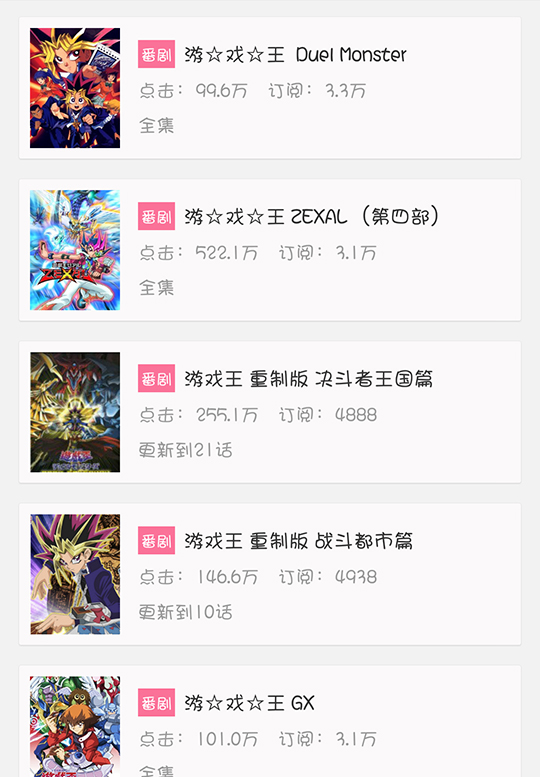 番剧 游☆戏☆王 Duel Monster
点击：99.6万 订阅：3.3万
全集
番剧 游☆戏☆王 ZEXAL （第四部）
点击：522.1万 订阅：3.1万
全集
ZEXAL
番剧 游戏王 重制版 决斗者王国篇
点击：255.1万 订阅：4888
更新到21话
番剧 游戏王 重制版 战斗都市篇
点击：146.6万 订阅：4938
更新到10话
番剧 游☆戏☆王 GX
点击：101.0万 订阅：3.1万
全集